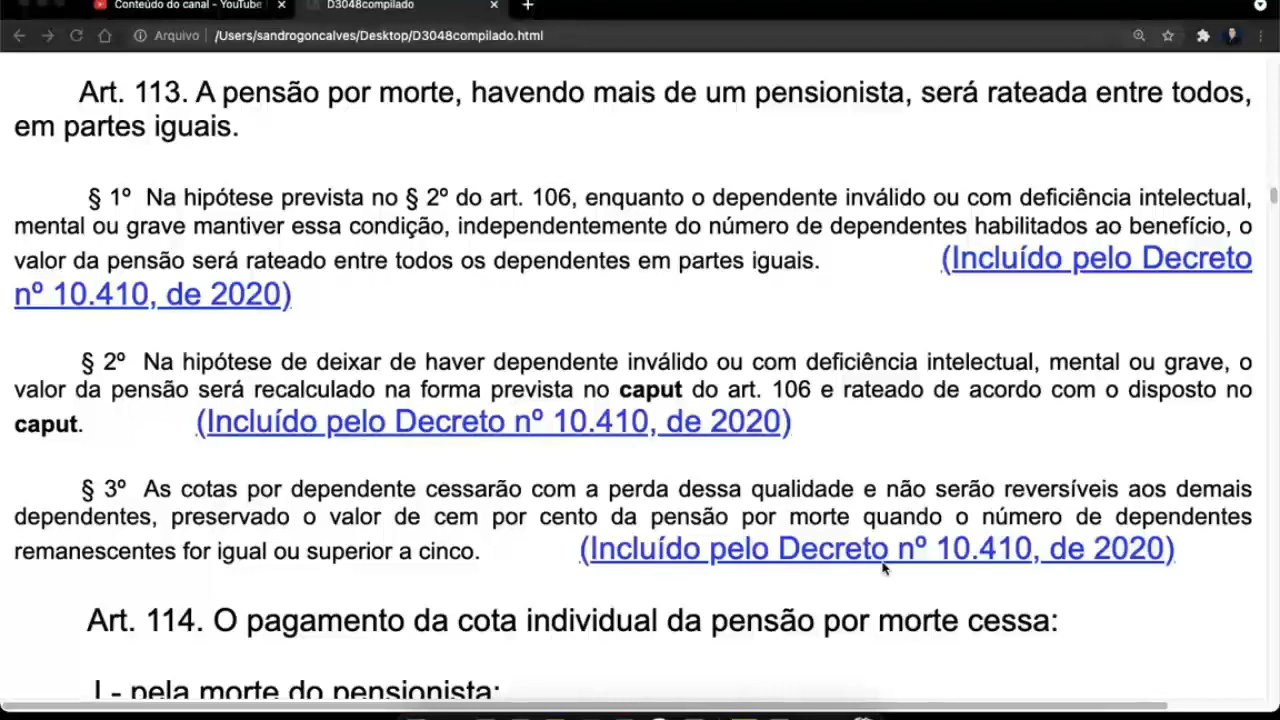 Conteúdo do canal - YouTube
D3048compilado
Arquivo /Users/sandrogoncalves/Desktop/D3048compilado.html
Art. 113. A pensão por morte, havendo mais de um pensionista, será rateada entre todos,
em partes iguais.
§ 1º Na hipótese prevista no § 2º do art. 106, enquanto o dependente inválido ou com deficiência intelectual,
mental ou grave mantiver essa condição, independentemente do número de dependentes habilitados ao benefício, o
valor da pensão será rateado entre todos os dependentes em partes iguais. (Incluído pelo Decreto
nº 10.410, de 2020)
§ 2º Na hipótese de deixar de haver dependente inválido ou com deficiência intelectual, mental ou grave, o
valor da pensão será recalculado na forma prevista no caput do art. 106 e rateado de acordo com o disposto no
caput. (Incluído pelo Decreto nº 10.410, de 2020)
§ 3º As cotas por dependente cessarão com a perda dessa qualidade e não serão reversíveis aos demais
dependentes, preservado o valor de cem por cento da pensão por morte quando o número de dependentes
remanescentes for igual ou superior a cinco. (Incluído pelo Decreto nº 10.410, de 2020)
Art. 114. O pagamento da cota individual da pensão por morte cessa:
I - pela morte do pensionista;